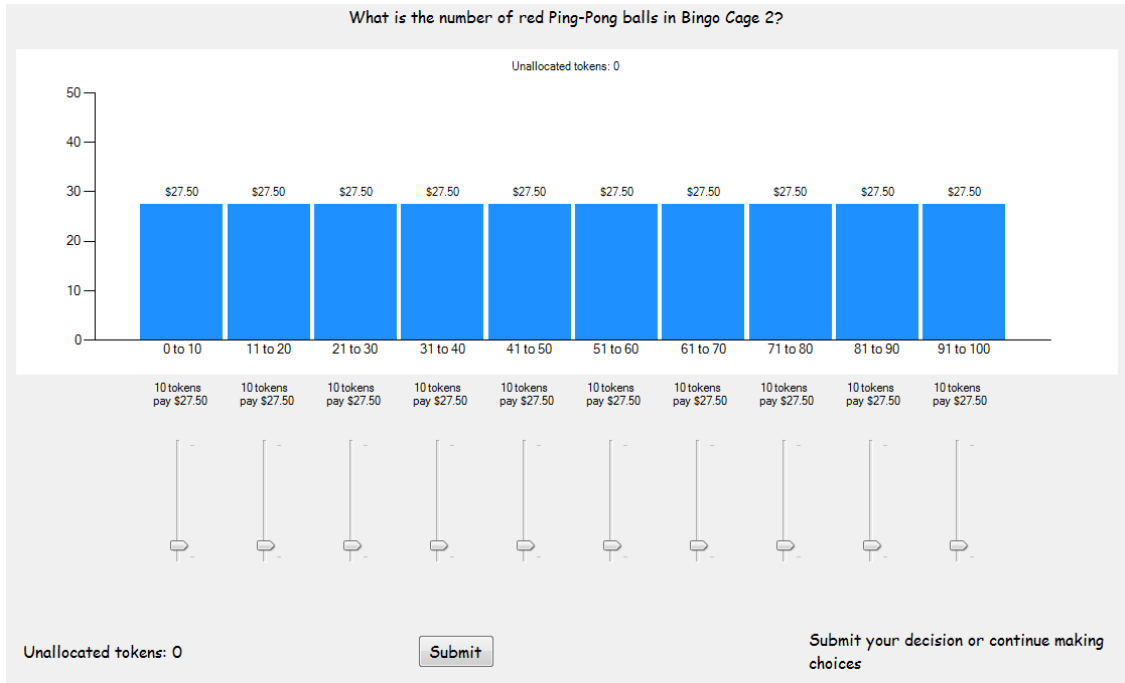 What is the number of red Ping-Pong balls in Bingo Cage 2?
Unallocated tokens: 0
50
40
30
20
10
0
$27.50 $27.50 $27.50 $27.50 $27.50 $27.50 $27.50 $27.50 $27.50 $27.50
0 to 10 11 to 20 21 to 30 31 to 40 41 to 50 51 to 60 61 to 70 71 to 80 81 to 90 91 to 100
10 tokens 10 tokens 10 tokens 10 tokens 10 tokens 10 tokens 10 tokens 10 tokens 10 tokens 10 tokens
pay $27.50 pay $27.50 pay $27.50 pay $27.50 pay $27.50 pay $27.50 pay $27.50 pay $27.50 pay $27.50 pay $27.50
Unallocated tokens: 0
Submit
Submit your decision or continue making
choices